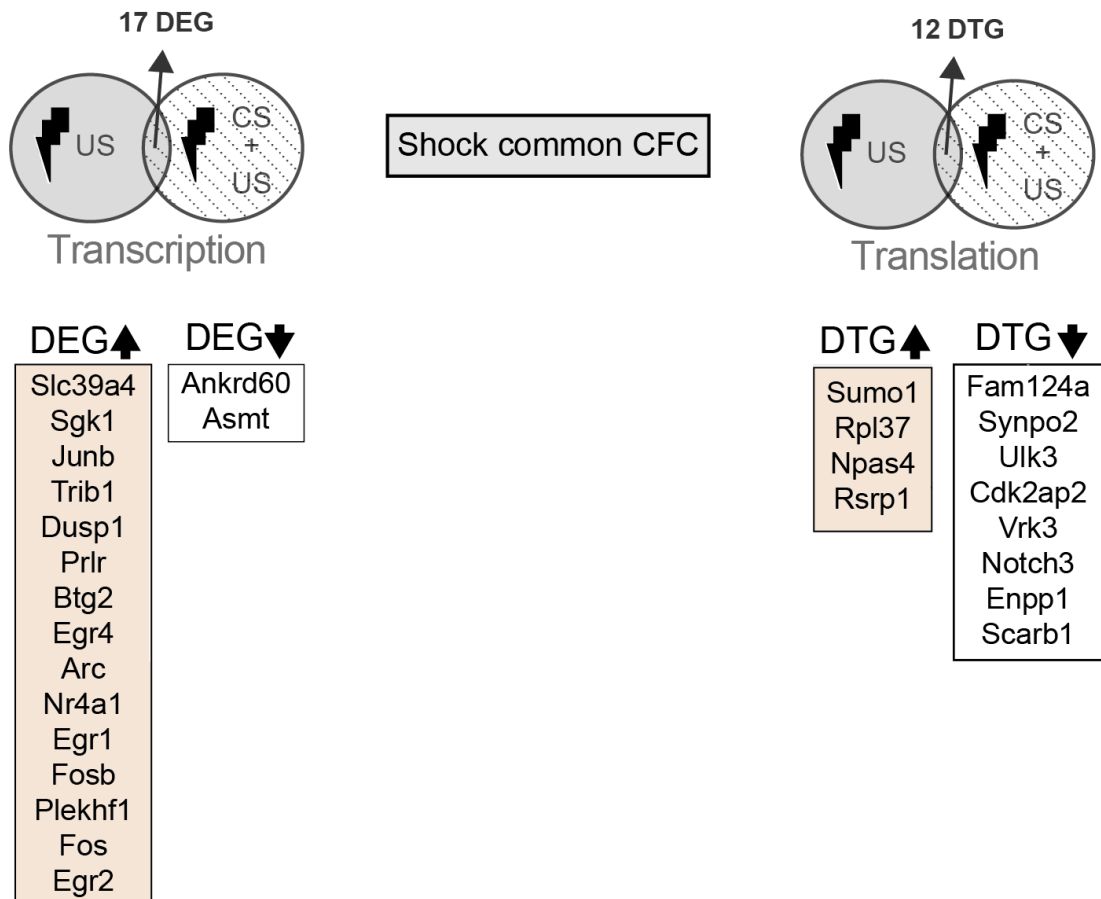 17 DEG
US
CS
+
US
Transcription
Shock common CFC
12 DTG
US
CS
+
US
Translation
DEG
Slc39a4
Sgk1
Junb
Trib1
Dusp1
Prlr
Btg2
Egr4
Arc
Nr4a1
Egr1
Fosb
Plekhf1
Fos
Egr2
DEG
Ankrd60
Asmt
DTG
Sumo1
Rpl37
Npas4
Rsrp1
DTG
Fam124a
Synpo2
Ulk3
Cdk2ap2
Vrk3
Notch3
Enpp1
Scarb1